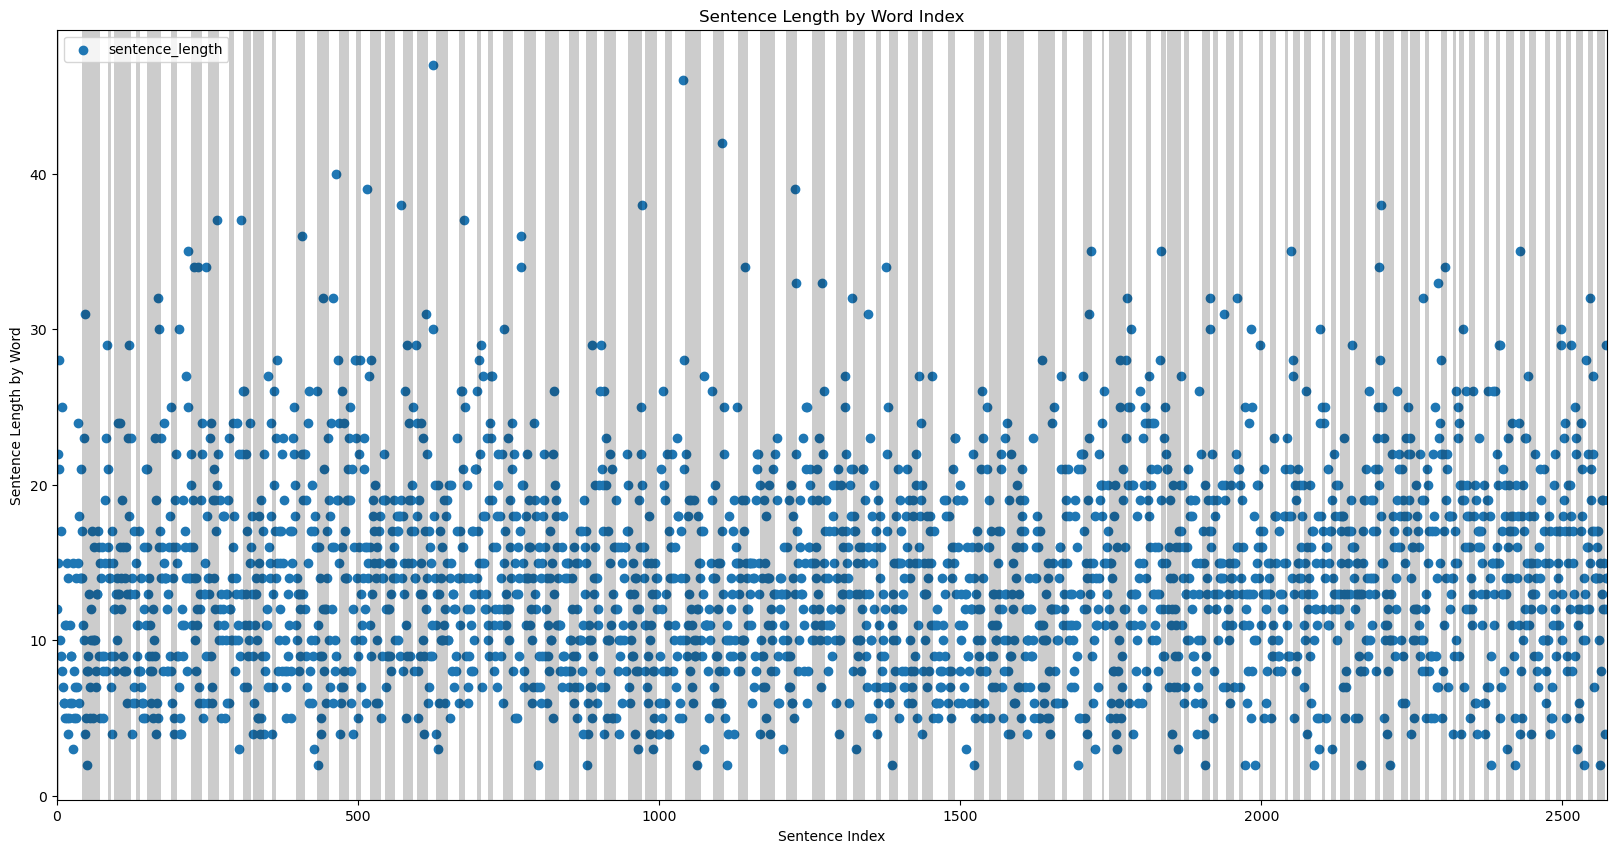 Sentence Length by Word Index
sentence_length
Sentence Length by Word
40
30
20
10
0
0 500 1000 1500 2000 2500
Sentence Index